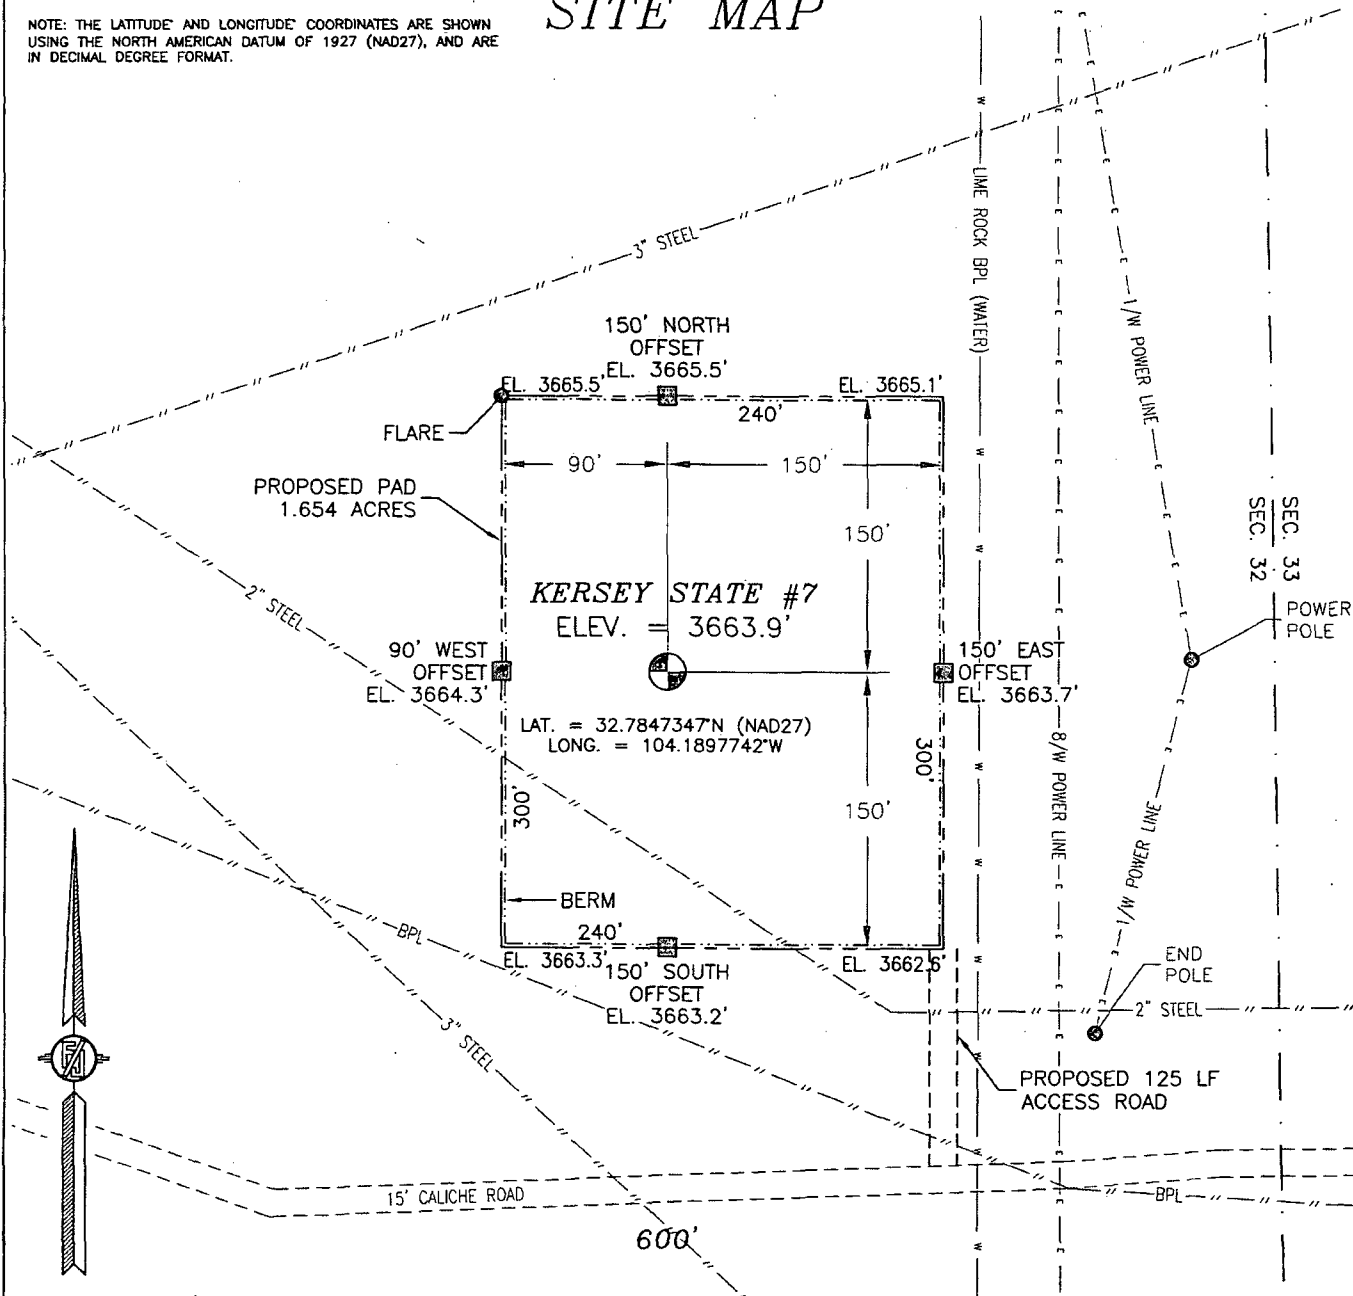 SITE MAP
NOTE: THE LATITUDE AND LONGITUDE COORDINATES ARE SHOWN
USING THE NORTH AMERICAN DATUM OF 1927 (NAD27), AND ARE
IN DECIMAL DEGREE FORMAT.
3" STEEL
LIME ROCK BPL (WATER)
1/W POWER LINE
150' NORTH
OFFSET
EL. 3665.5'
EL. 3665.5'
EL. 3665.1'
240'
FLARE
90'
150'
PROPOSED PAD
1.654 ACRES
150'
SEC. 33
SEC. 32
2" STEEL
KERSEY STATE #7
ELEV. = 3663.9'
POWER
POLE
90' WEST
OFFSET
EL. 3664.3'
150' EAST
OFFSET
EL. 3663.7'
LAT. = 32.7847347°N (NAD27)
LONG. = 104.1897742°W
300'
300'
150'
8/W POWER LINE
1/W POWER LINE
BERM
240'
BPL
EL. 3663.3'
150' SOUTH
OFFSET
EL. 3663.2'
EL. 3662.6'
END
POLE
2" STEEL
3" STEEL
PROPOSED 125 LF
ACCESS ROAD
15' CALICHE ROAD
BPL
600'